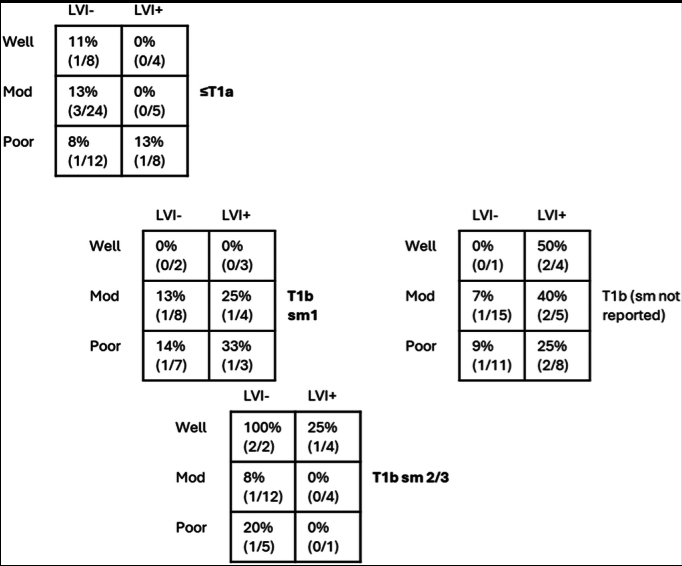 LVI- LVI+
Well 11% 0%
(1/8) (0/4)
Mod 13% 0% ≤T1a
(3/24) (0/5)
Poor 8% 13%
(1/12) (1/8)
LVI- LVI+
Well 0% 0%
(0/2) (0/3)
Mod 13% 25% T1b
(1/8) (1/4) sm1
Poor 14% 33%
(1/7) (1/3)
LVI- LVI+
Well 0% 50%
(0/1) (2/4)
Mod 7% 40% T1b (sm not
(1/15) (2/5) reported)
Poor 9% 25%
(1/11) (2/8)
LVI- LVI+
Well 100% 25%
(2/2) (1/4)
Mod 8% 0% T1b sm 2/3
(1/12) (0/4)
Poor 20% 0%
(1/5) (0/1)